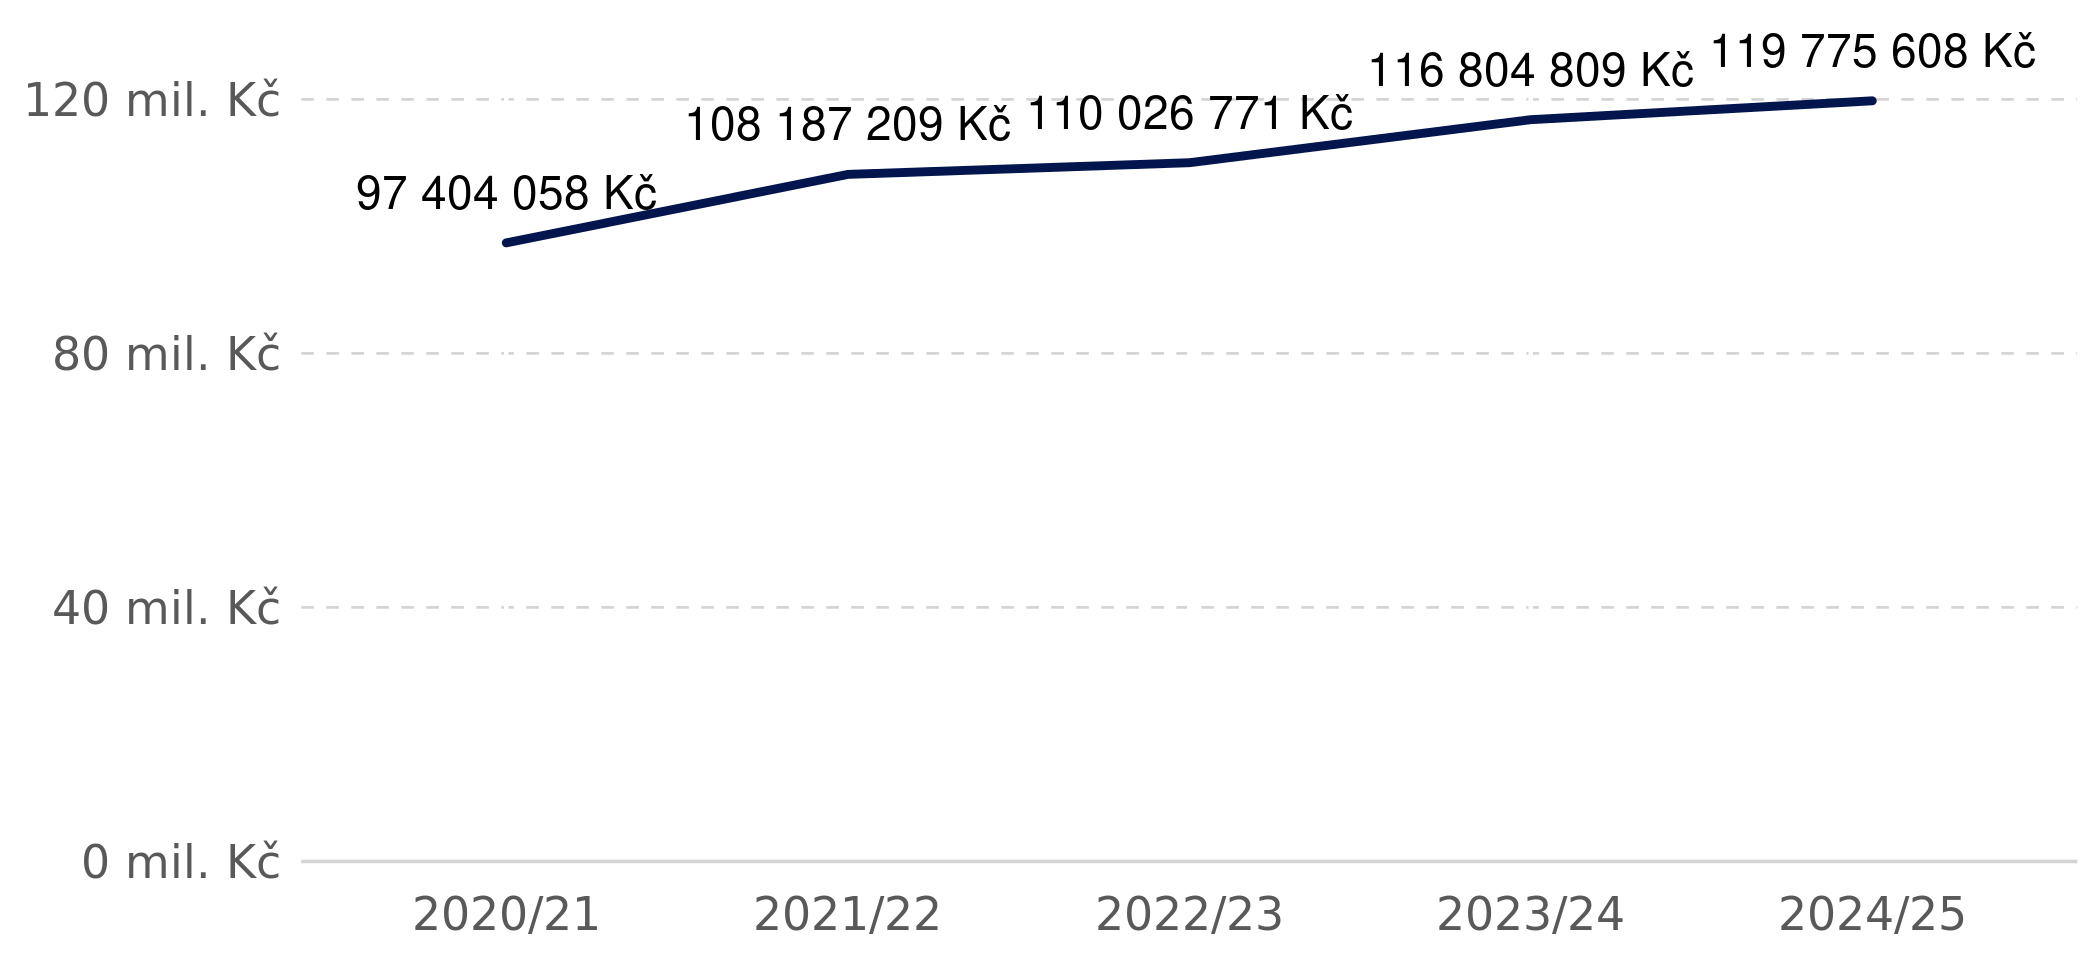 119 775 608 Kč
116 804 809 Kč
120 mil. Kč
110 026 771 Kč
108 187 209 Kč
97 404 058 Kč
80 mil. Kč
40 mil. Kč
0 mil. Kč
2020/21 2021/22 2022/23 2023/24 2024/25